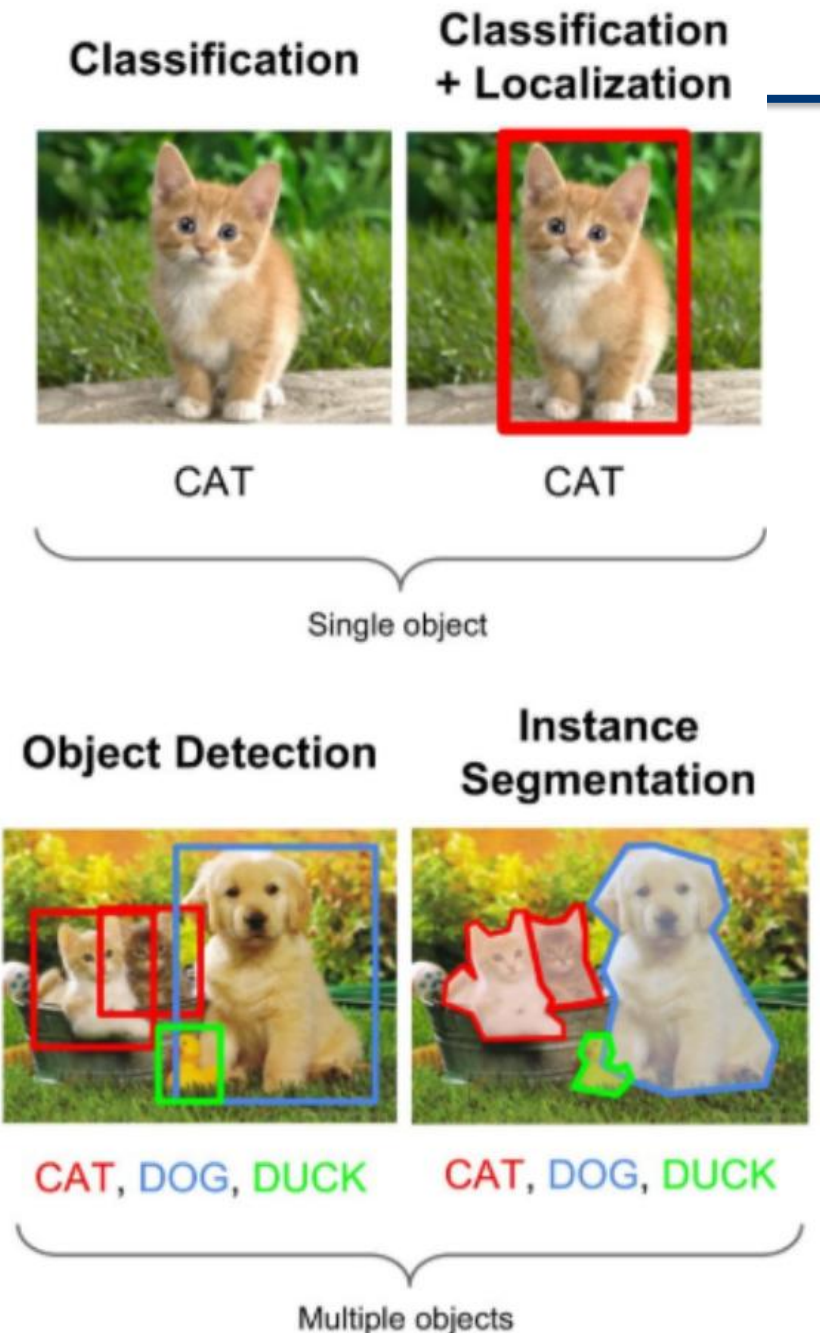 Classification
Classification
+ Localization
CAT
CAT
Single object
Object Detection
Instance
Segmentation
CAT, DOG, DUCK
CAT, DOG, DUCK
Multiple objects